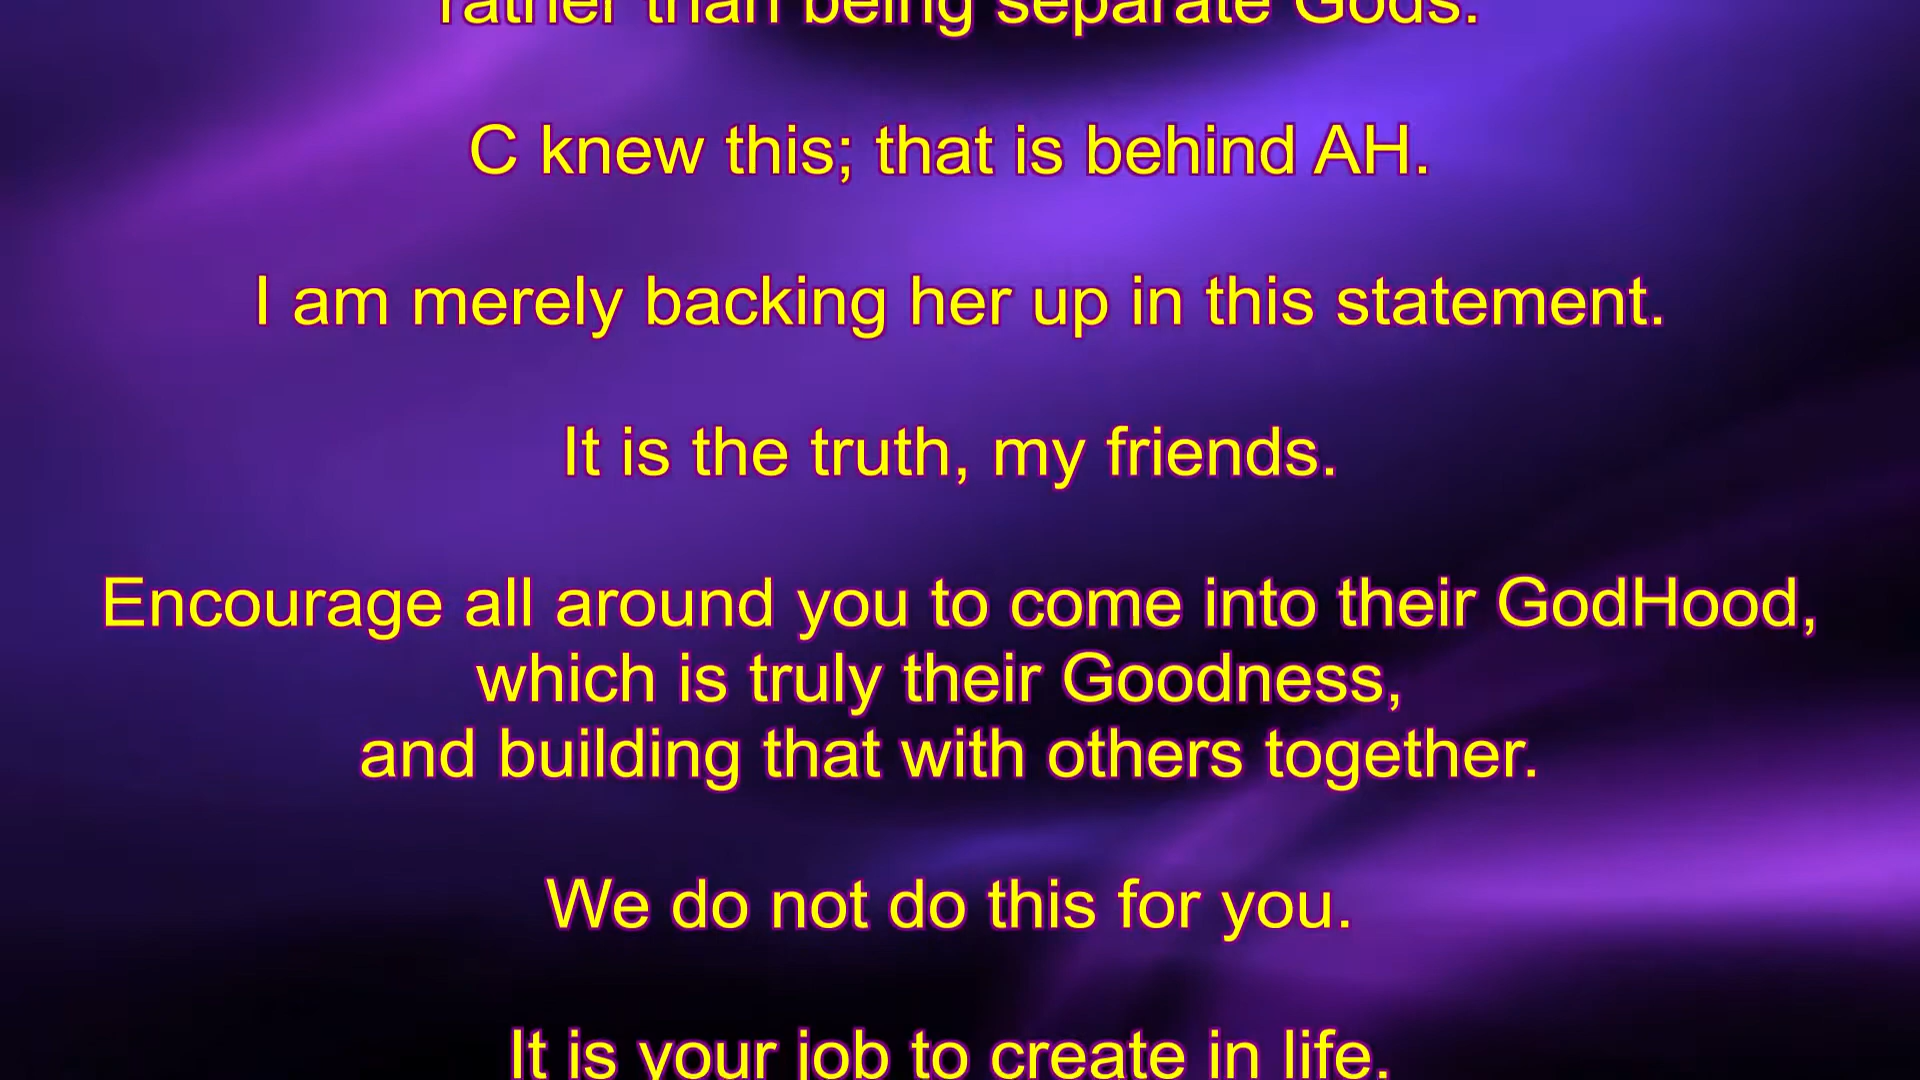 rather than being separate Gods.
C knew this; that is behind AH.
I am merely backing her up in this statement.
It is the truth, my friends.
Encourage all around you to come into their GodHood,
which is truly their Goodness,
and building that with others together.
We do not do this for you.
It is your job to create in life.